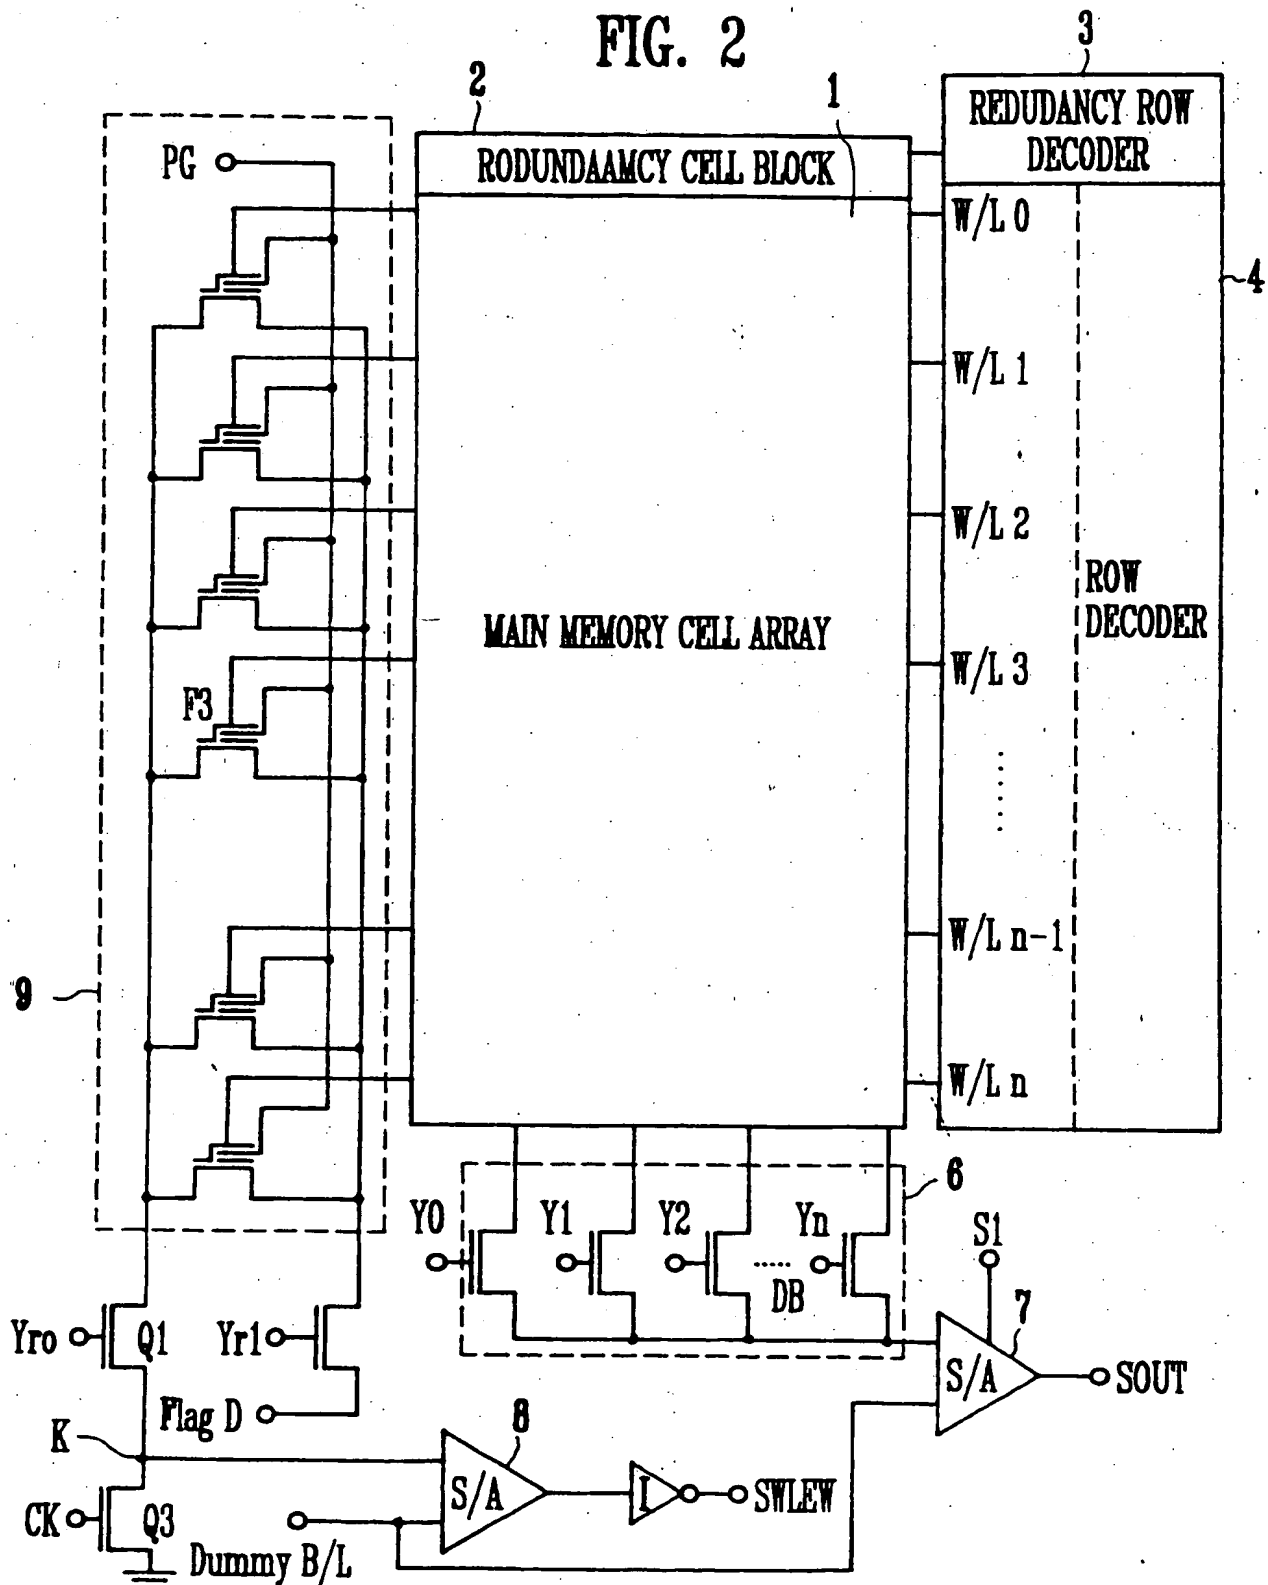 FIG. 2
3
2
1
REDUDANCY ROW
DECODER
PG
RODUNDAAMCY CELL BLOCK
W/L 0
4
W/L 1
W/L 2
ROW
DECODER
MAIN MEMORY CELL ARRAY
W/L 3
F3
......
W/L n-1
9
W/L n
6
Y0
Y1
Y2
Yn
S1
.....
DB
7
Yro
Q1
Yr1
S/A
SOUT
Flag D
8
K
S/A
I
SWLEW
CK
Q3
Dummy B/L